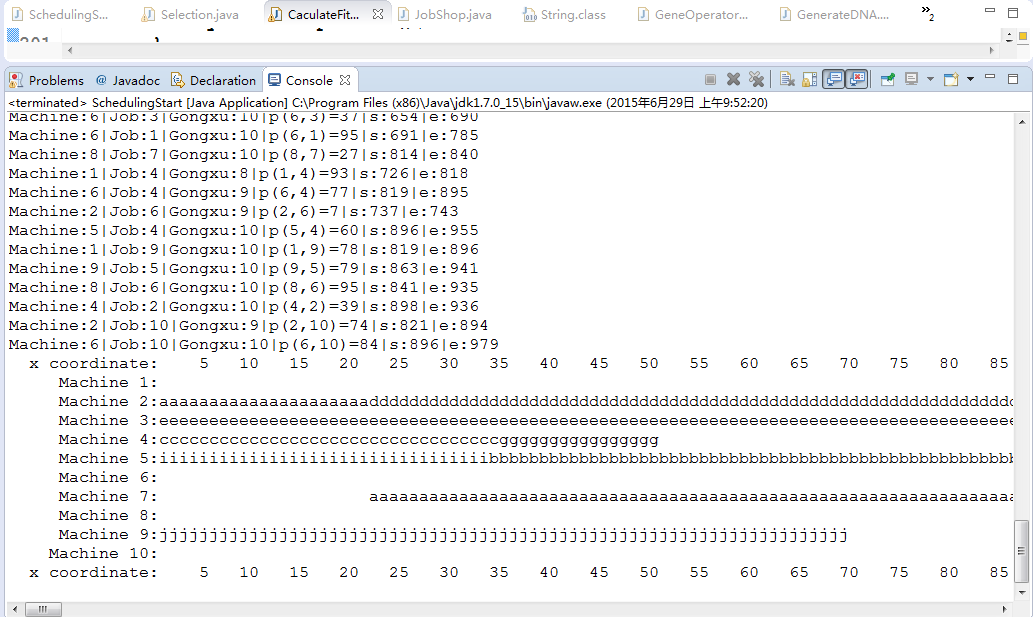 SchedulingS...
Selection.java
CaculateFit...
JobShop.java
String.class
GeneOperator...
GenerateDNA....
»2
Problems
@ Javadoc
Declaration
Console
<terminated> SchedulingStart [Java Application] C:\Program Files (x86)\Java\jdk1.7.0_15\bin\javaw.exe (2015年6月29日 上午9:52:20)
Machine:6|Job:3|Gongxu:10|p(6,3)=37|s:654|e:690
Machine:6|Job:1|Gongxu:10|p(6,1)=95|s:691|e:785
Machine:8|Job:7|Gongxu:10|p(8,7)=27|s:814|e:840
Machine:1|Job:4|Gongxu:8|p(1,4)=93|s:726|e:818
Machine:6|Job:4|Gongxu:9|p(6,4)=77|s:819|e:895
Machine:2|Job:6|Gongxu:9|p(2,6)=7|s:737|e:743
Machine:5|Job:4|Gongxu:10|p(5,4)=60|s:896|e:955
Machine:1|Job:9|Gongxu:10|p(1,9)=78|s:819|e:896
Machine:9|Job:5|Gongxu:10|p(9,5)=79|s:863|e:941
Machine:8|Job:6|Gongxu:10|p(8,6)=95|s:841|e:935
Machine:4|Job:2|Gongxu:10|p(4,2)=39|s:898|e:936
Machine:2|Job:10|Gongxu:9|p(2,10)=74|s:821|e:894
Machine:6|Job:10|Gongxu:10|p(6,10)=84|s:896|e:979
x coordinate: 5 10 15 20 25 30 35 40 45 50 55 60 65 70 75 80 85
Machine 1:
Machine 2:aaaaaaaaaaaaaaaaaaaaadddddddddddddddddddddddddddddddddddddddddddddddddddddddddddddddd
Machine 3:eeeeeeeeeeeeeeeeeeeeeeeeeeeeeeeeeeeeeeeeeeeeeeeeeeeeeeeeeeeeeeeeeeeeeeeeeeeeeeeeeeeee
Machine 4:ccccccccccccccccccccccccccccccccccgggggggggggggggg
Machine 5:iiiiiiiiiiiiiiiiiiiiiiiiiiiiiiiiibbbbbbbbbbbbbbbbbbbbbbbbbbbbbbbbbbbbbbbbbbbbbbbbbbbb
Machine 6:
Machine 7: aaaaaaaaaaaaaaaaaaaaaaaaaaaaaaaaaaaaaaaaaaaaaaaaaaaaaaaaaaaaaaaa
Machine 8:
Machine 9:jjjjjjjjjjjjjjjjjjjjjjjjjjjjjjjjjjjjjjjjjjjjjjjjjjjjjjjjjjjjjjjjjjjjj
Machine 10:
x coordinate: 5 10 15 20 25 30 35 40 45 50 55 60 65 70 75 80 85